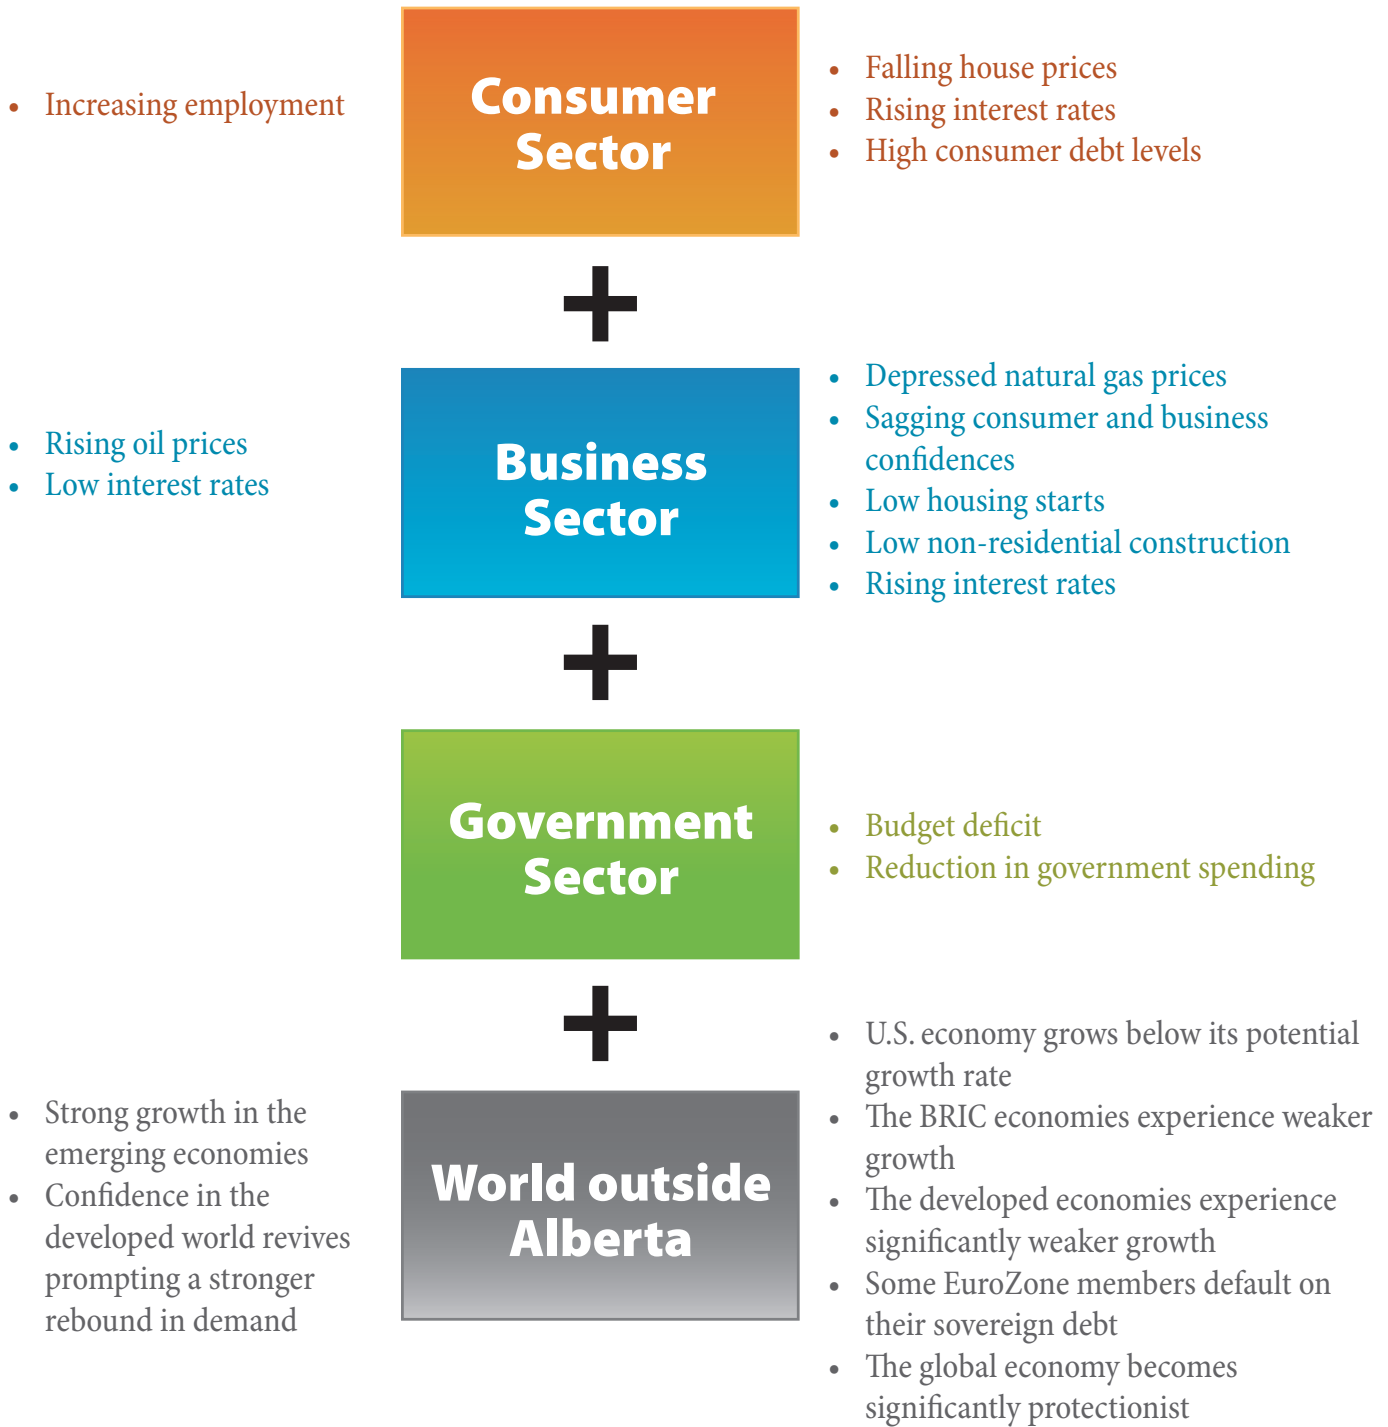 • Increasing employment
Consumer
Sector
• Falling house prices
• Rising interest rates
• High consumer debt levels
+
• Rising oil prices
• Low interest rates
Business
Sector
• Depressed natural gas prices
• Sagging consumer and business
confidences
• Low housing starts
• Low non-residential construction
• Rising interest rates
+
Government
Sector
• Budget deficit
• Reduction in government spending
+
• Strong growth in the
emerging economies
• Confidence in the
developed world revives
prompting a stronger
rebound in demand
World outside
Alberta
• U.S. economy grows below its potential
growth rate
• The BRIC economies experience weaker
growth
• The developed economies experience
significantly weaker growth
• Some EuroZone members default on
their sovereign debt
• The global economy becomes
significantly protectionist